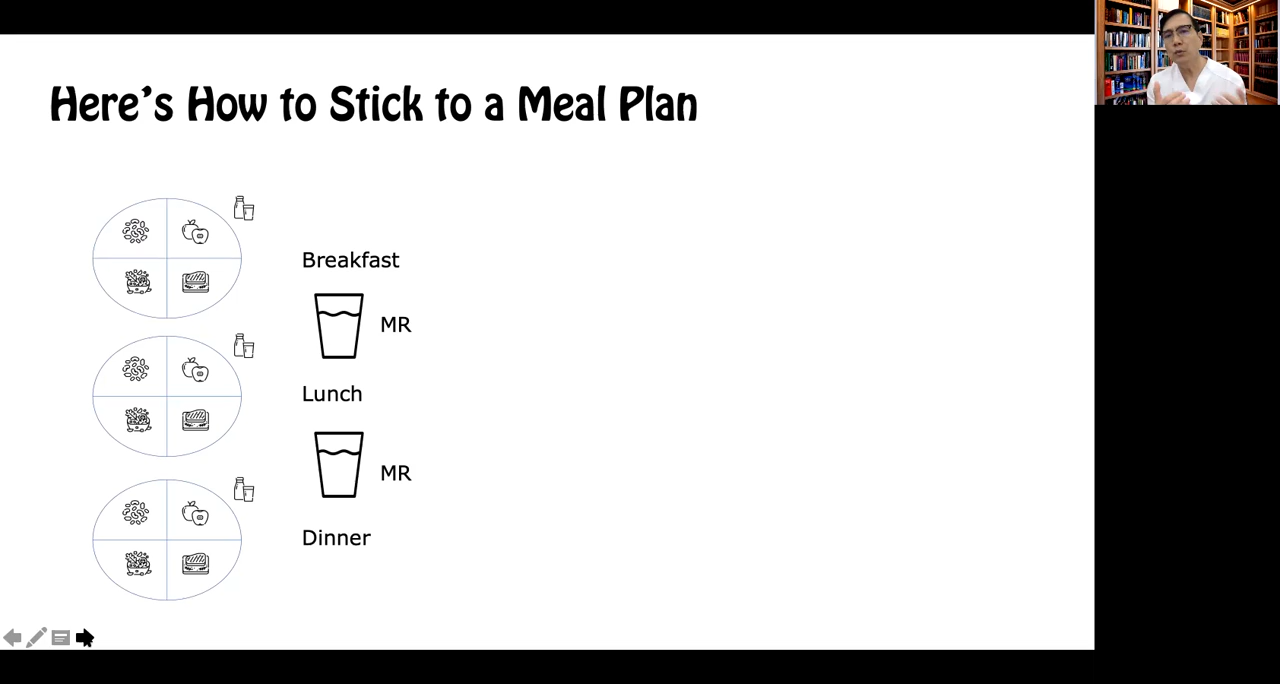 Here's How to Stick to a Meal Plan
Breakfast
MR
Lunch
MR
Dinner